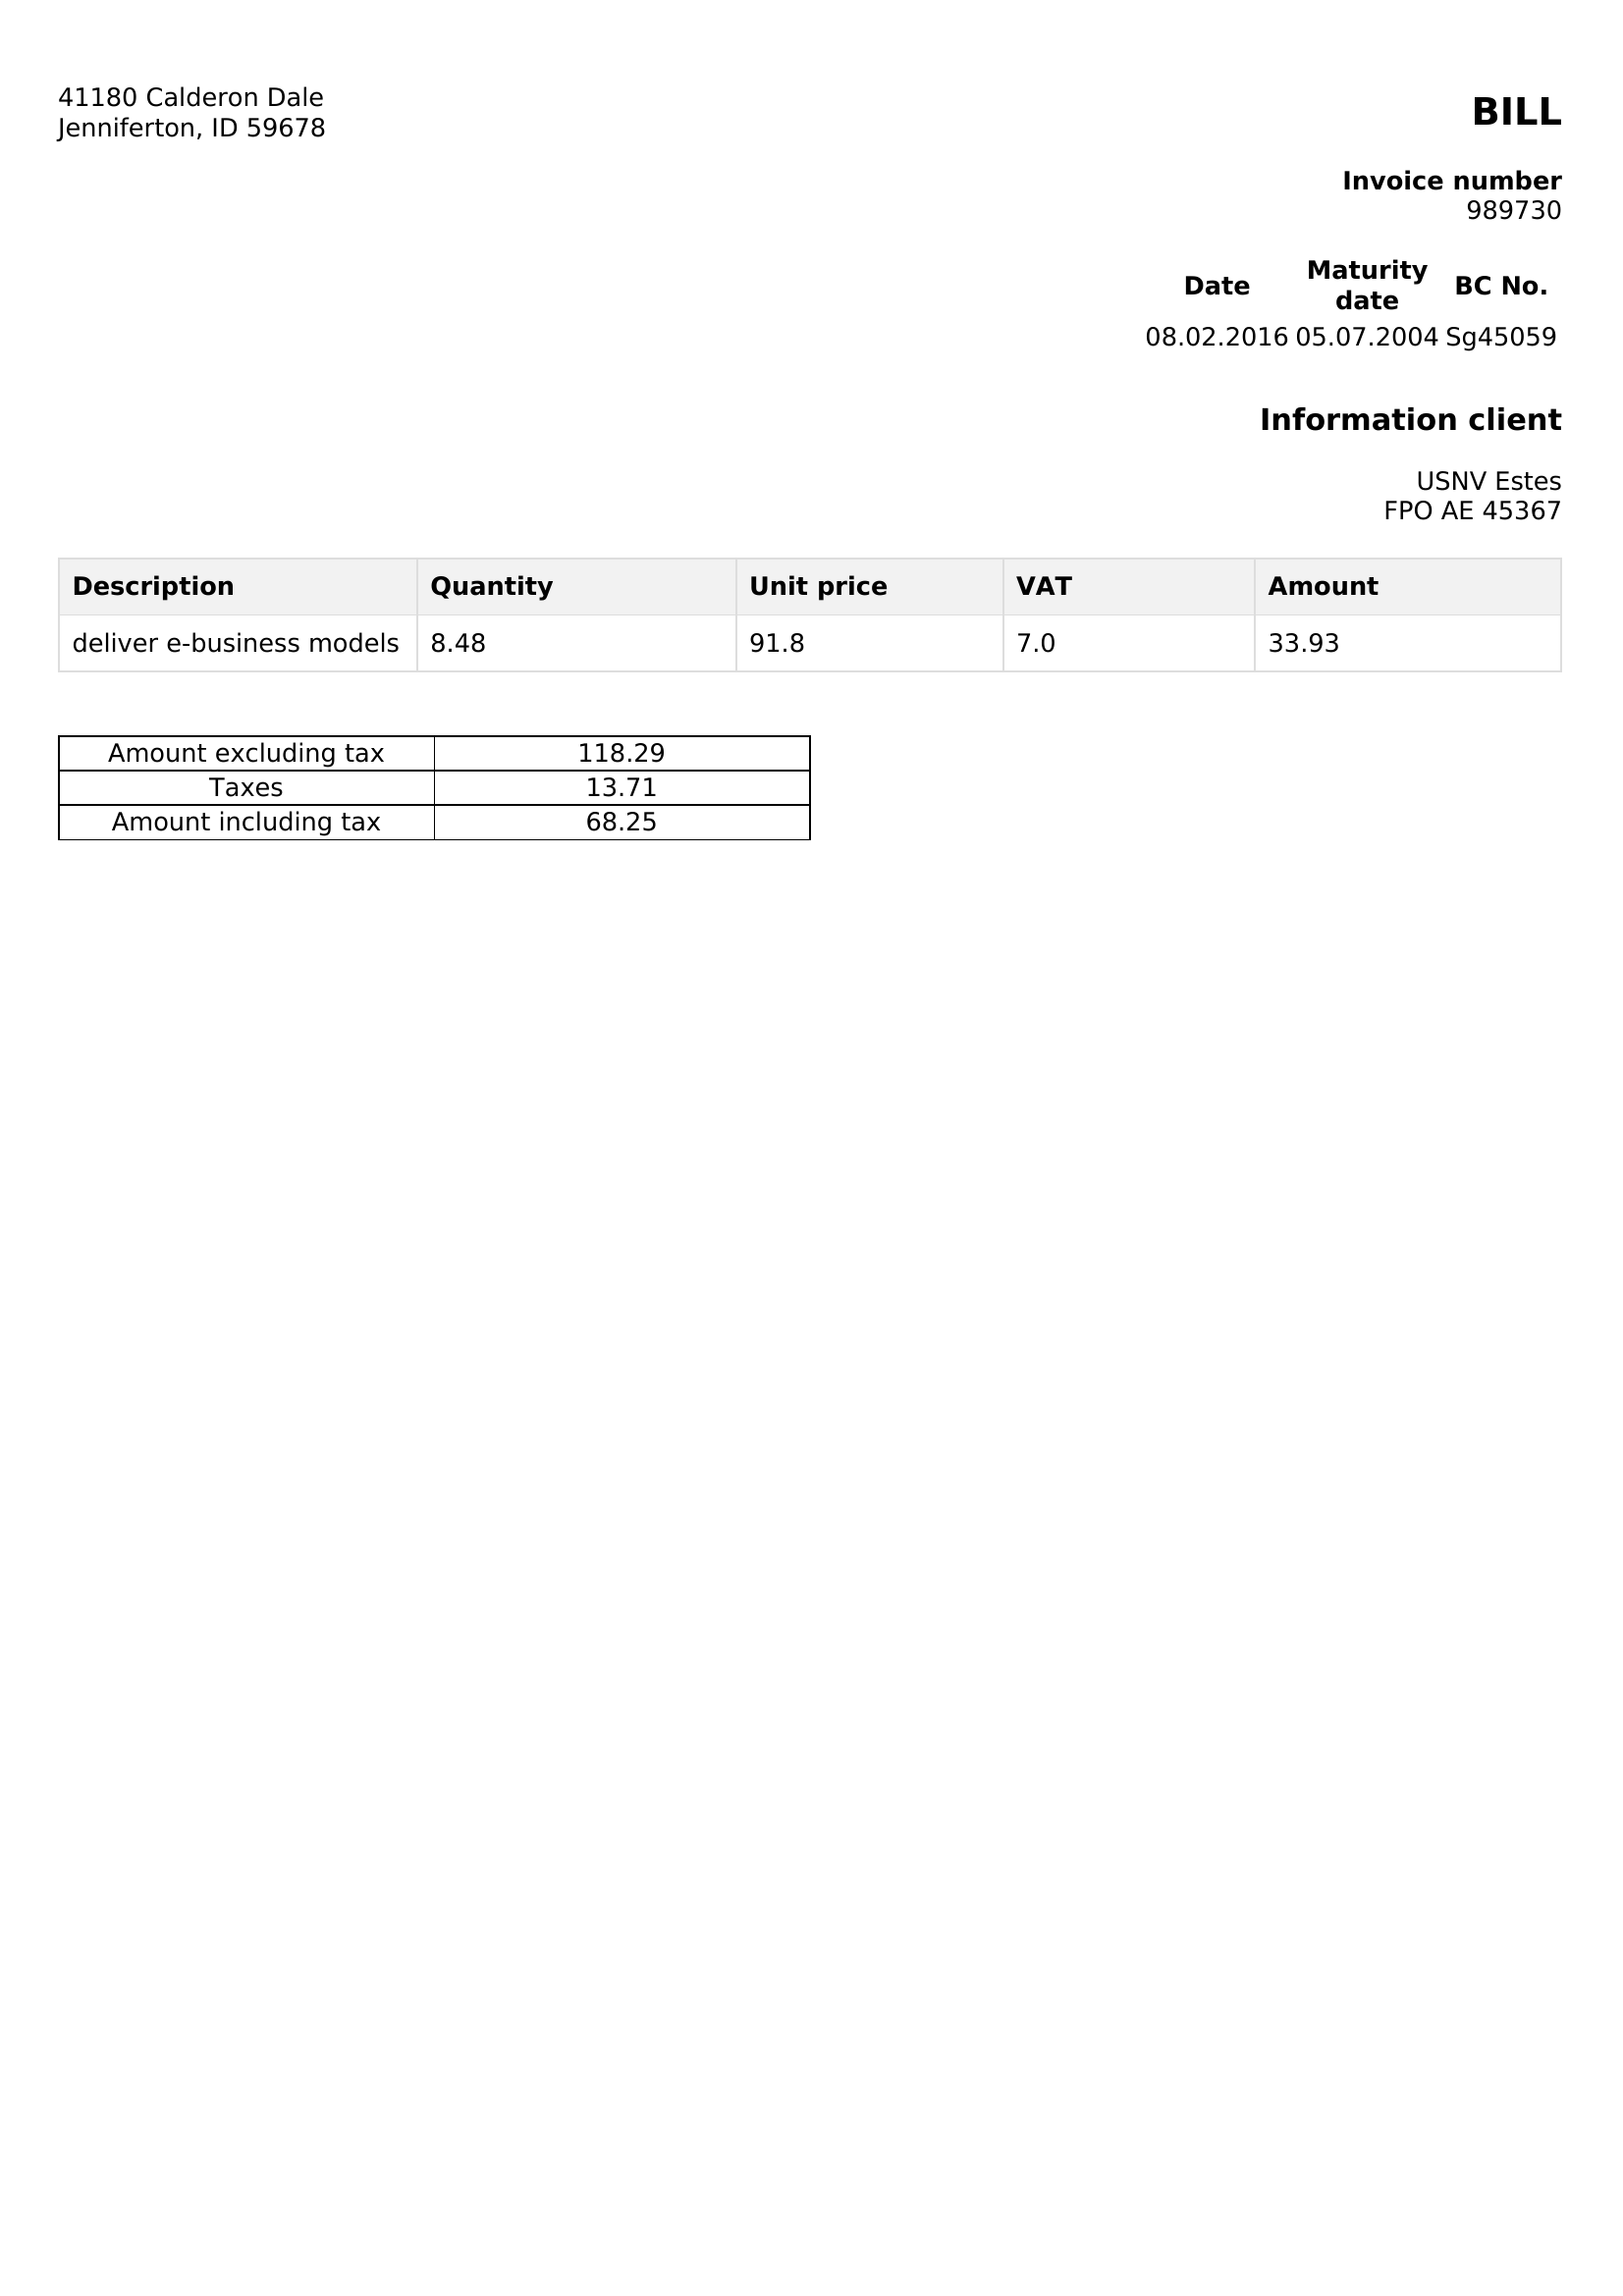 41180 Calderon Dale
Jenniferton, ID 59678
BILL
Invoice number
989730
Date Maturity date BC No.
08.02.2016 05.07.2004 Sg45059
Information client
USNV Estes
FPO AE 45367
Description Quantity Unit price VAT Amount
deliver e-business models 8.48 91.8 7.0 33.93
Amount excluding tax 118.29
Taxes 13.71
Amount including tax 68.25